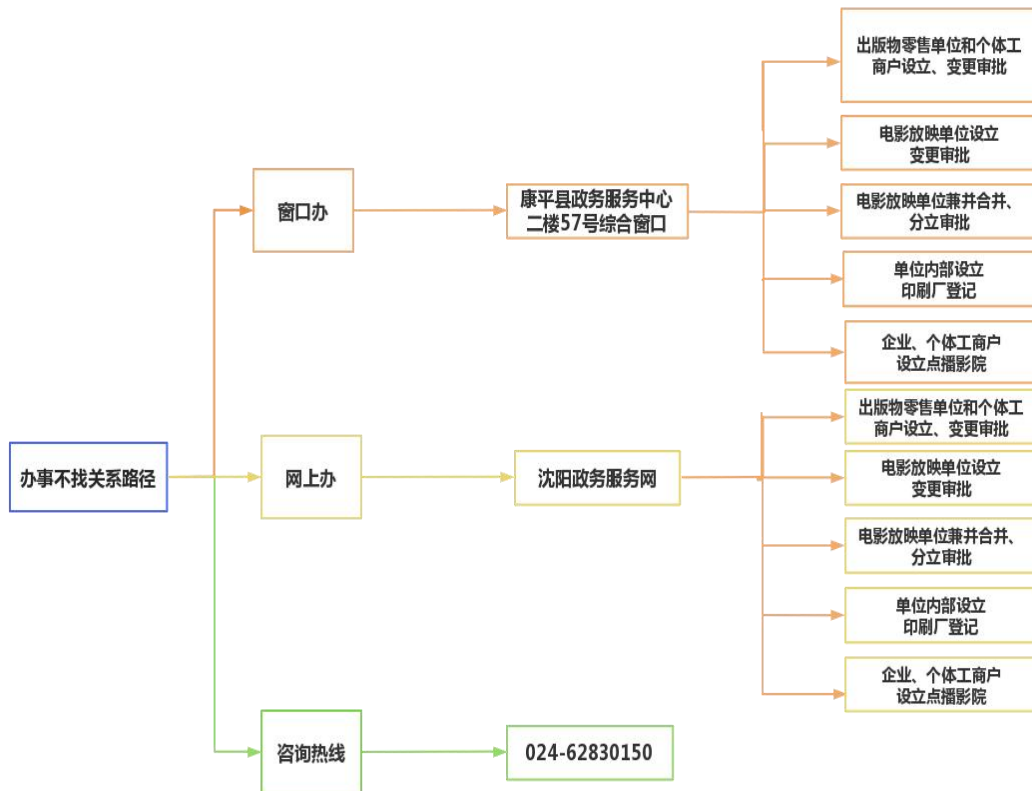 办事不找关系路径
窗口办
康平县政务服务中心
二楼57号综合窗口
出版物零售单位和个体工
商户设立、变更审批
电影放映单位设立
变更审批
电影放映单位兼并合并、
分立审批
单位内部设立
印刷厂登记
企业、个体工商户
设立点播影院
网上办
沈阳政务服务网
出版物零售单位和个体工
商户设立、变更审批
电影放映单位设立
变更审批
电影放映单位兼并合并、
分立审批
单位内部设立
印刷厂登记
企业、个体工商户
设立点播影院
咨询热线
024-62830150